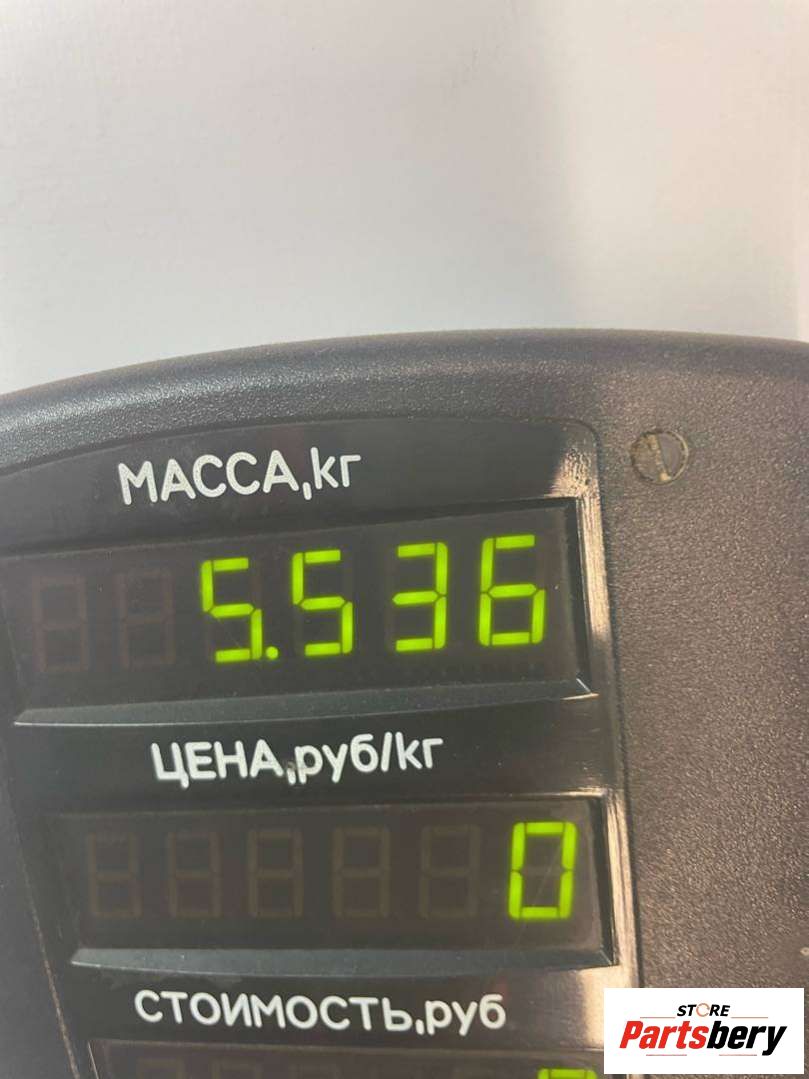 МАССА,кг
5.536
ЦЕНА,руб/кг
0
СТОИМОСТЬ,руб
STORE
Partsbery